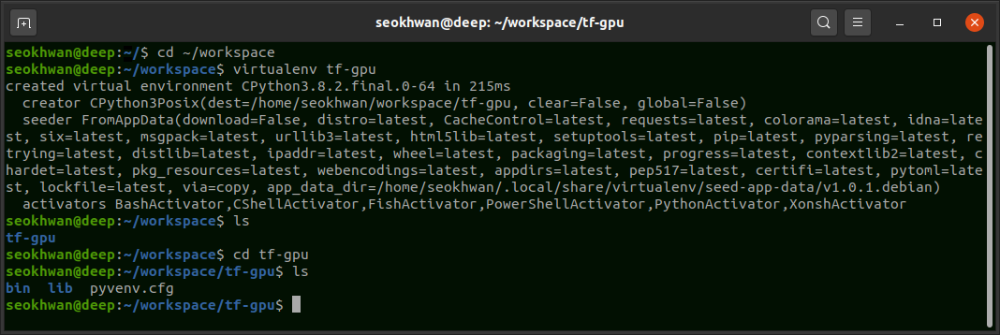 seokhwan@deep: ~/workspace/tf-gpu
seokhwan@deep:~/$ cd ~/workspace
seokhwan@deep:~/workspace$ virtualenv tf-gpu
created virtual environment CPython3.8.2.final.0-64 in 215ms
  creator CPython3Posix(dest=/home/seokhwan/workspace/tf-gpu, clear=False, global=False)
  seeder FromAppData(download=False, distro=latest, CacheControl=latest, requests=latest, colorama=latest, idna=late
st, six=latest, msgpack=latest, urllib3=latest, html5lib=latest, setuptools=latest, pip=latest, pyparsing=latest, re
trying=latest, distlib=latest, ipaddr=latest, wheel=latest, packaging=latest, progress=latest, contextlib2=latest, c
hardet=latest, pkg_resources=latest, webencodings=latest, appdirs=latest, pep517=latest, certifi=latest, pytoml=late
st, lockfile=latest, via=copy, app_data_dir=/home/seokhwan/.local/share/virtualenv/seed-app-data/v1.0.1.debian)
  activators BashActivator,CShellActivator,FishActivator,PowerShellActivator,PythonActivator,XonshActivator
seokhwan@deep:~/workspace$ ls
tf-gpu
seokhwan@deep:~/workspace$ cd tf-gpu
seokhwan@deep:~/workspace/tf-gpu$ ls
bin  lib  pyvenv.cfg
seokhwan@deep:~/workspace/tf-gpu$